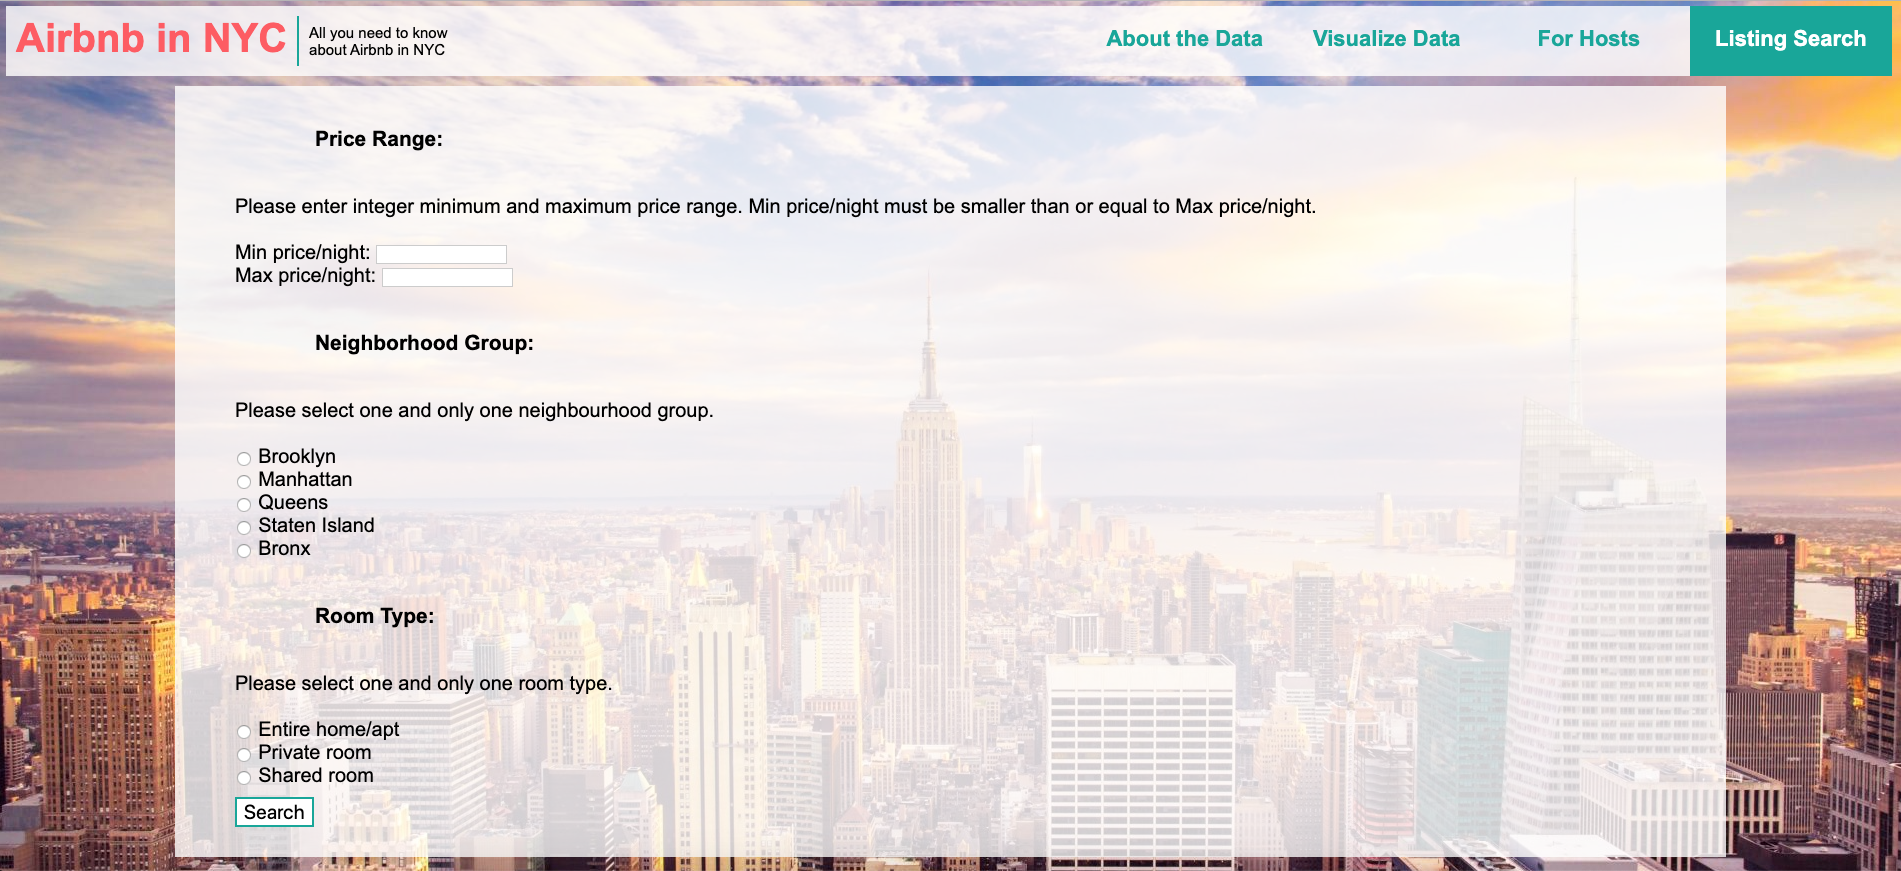 Airbnb in NYC
All you need to know
about Airbnb in NYC
About the Data
Visualize Data
For Hosts
Listing Search
Price Range:
Please enter integer minimum and maximum price range. Min price/night must be smaller than or equal to Max price/night.
Min price/night:
Max price/night:
Neighborhood Group:
Please select one and only one neighbourhood group.
Brooklyn
Manhattan
Queens
Staten Island
Bronx
Room Type:
Please select one and only one room type.
Entire home/apt
Private room
Shared room
Search